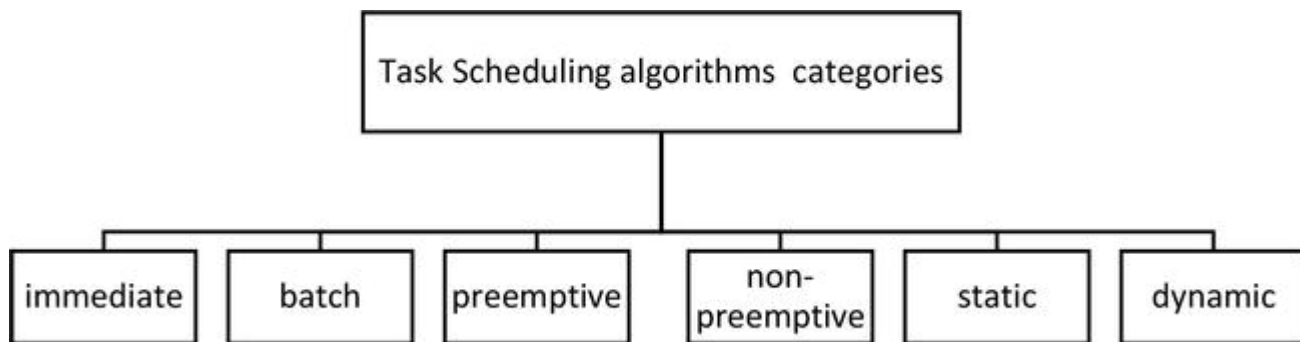 Task Scheduling algorithms categories
immediate
batch
preemptive
non-
preemptive
static
dynamic